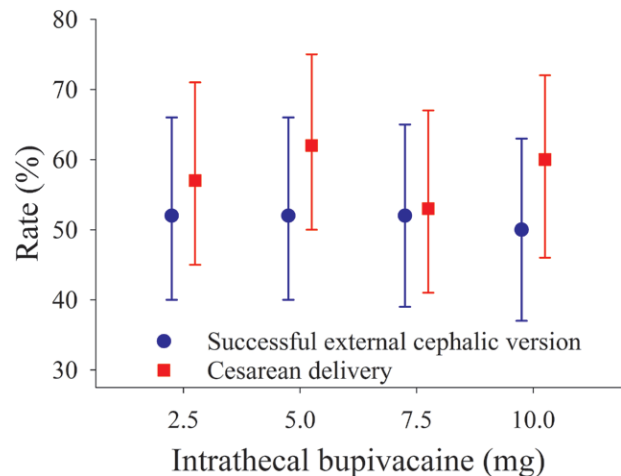 80
70
60
50
40
30
Rate (%)
Successful external cephalic version
Cesarean delivery
2.5 5.0 7.5 10.0
Intrathecal bupivacaine (mg)